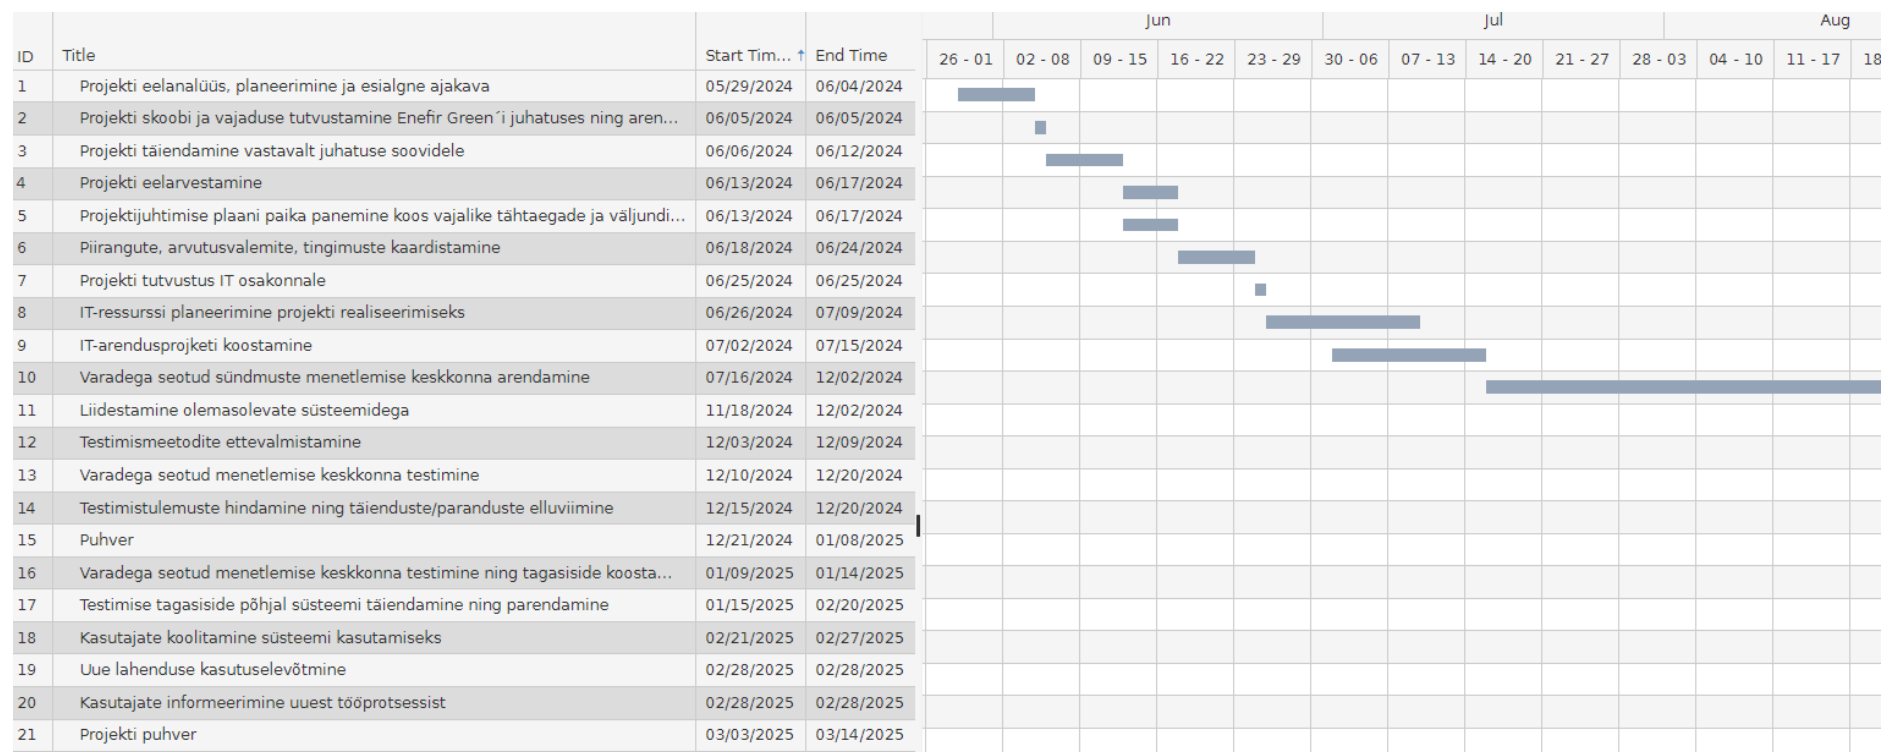 Jun Jul Aug
ID Title Start Tim... ↑ End Time 26 - 01 02 - 08 09 - 15 16 - 22 23 - 29 30 - 06 07 - 13 14 - 20 21 - 27 28 - 03 04 - 10 11 - 17 18
1 Projekti eelanalüüs, planeerimine ja esialgne ajakava 05/29/2024 06/04/2024
2 Projekti skoobi ja vajaduse tutvustamine Enefir Green´i juhatuses ning aren... 06/05/2024 06/05/2024
3 Projekti täiendamine vastavalt juhatuse soovidele 06/06/2024 06/12/2024
4 Projekti eelarvestamine 06/13/2024 06/17/2024
5 Projektijuhtimise plaani paika panemine koos vajalike tähtaegade ja väljundi... 06/13/2024 06/17/2024
6 Piirangute, arvutusvalemite, tingimuste kaardistamine 06/18/2024 06/24/2024
7 Projekti tutvustus IT osakonnale 06/25/2024 06/25/2024
8 IT-ressurssi planeerimine projekti realiseerimiseks 06/26/2024 07/09/2024
9 IT-arendusprojketi koostamine 07/02/2024 07/15/2024
10 Varadega seotud sündmuste menetlemise keskkonna arendamine 07/16/2024 12/02/2024
11 Liidestamine olemasolevate süsteemidega 11/18/2024 12/02/2024
12 Testimismeetodite ettevalmistamine 12/03/2024 12/09/2024
13 Varadega seotud menetlemise keskkonna testimine 12/10/2024 12/20/2024
14 Testimistulemuste hindamine ning täienduste/paranduste elluviimine 12/15/2024 12/20/2024
15 Puhver 12/21/2024 01/08/2025
16 Varadega seotud menetlemise keskkonna testimine ning tagasiside koosta... 01/09/2025 01/14/2025
17 Testimise tagasiside põhjal süsteemi täiendamine ning parendamine 01/15/2025 02/20/2025
18 Kasutajate koolitamine süsteemi kasutamiseks 02/21/2025 02/27/2025
19 Uue lahenduse kasutuselevõtmine 02/28/2025 02/28/2025
20 Kasutajate informeerimine uuest tööprotsessist 02/28/2025 02/28/2025
21 Projekti puhver 03/03/2025 03/14/2025